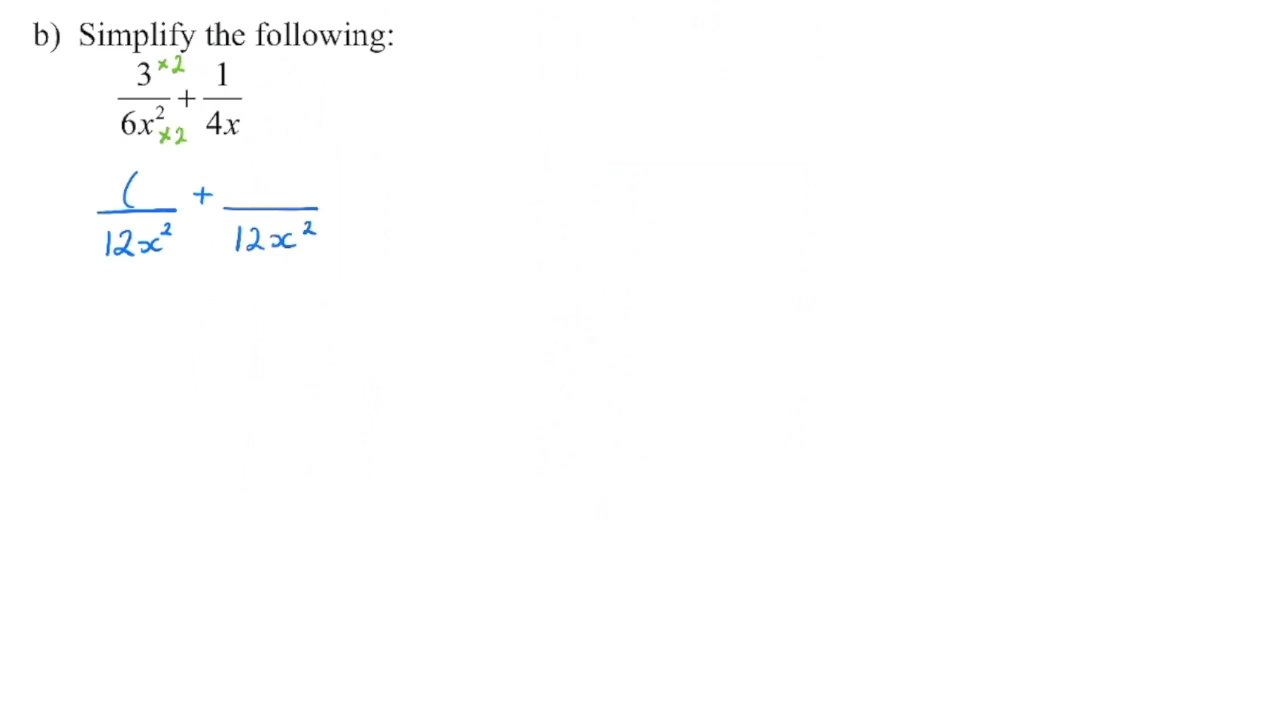 b) Simplify the following:
3 ×2 / 6x² ×2 + 1 / 4x
( / 12x² + / 12x²